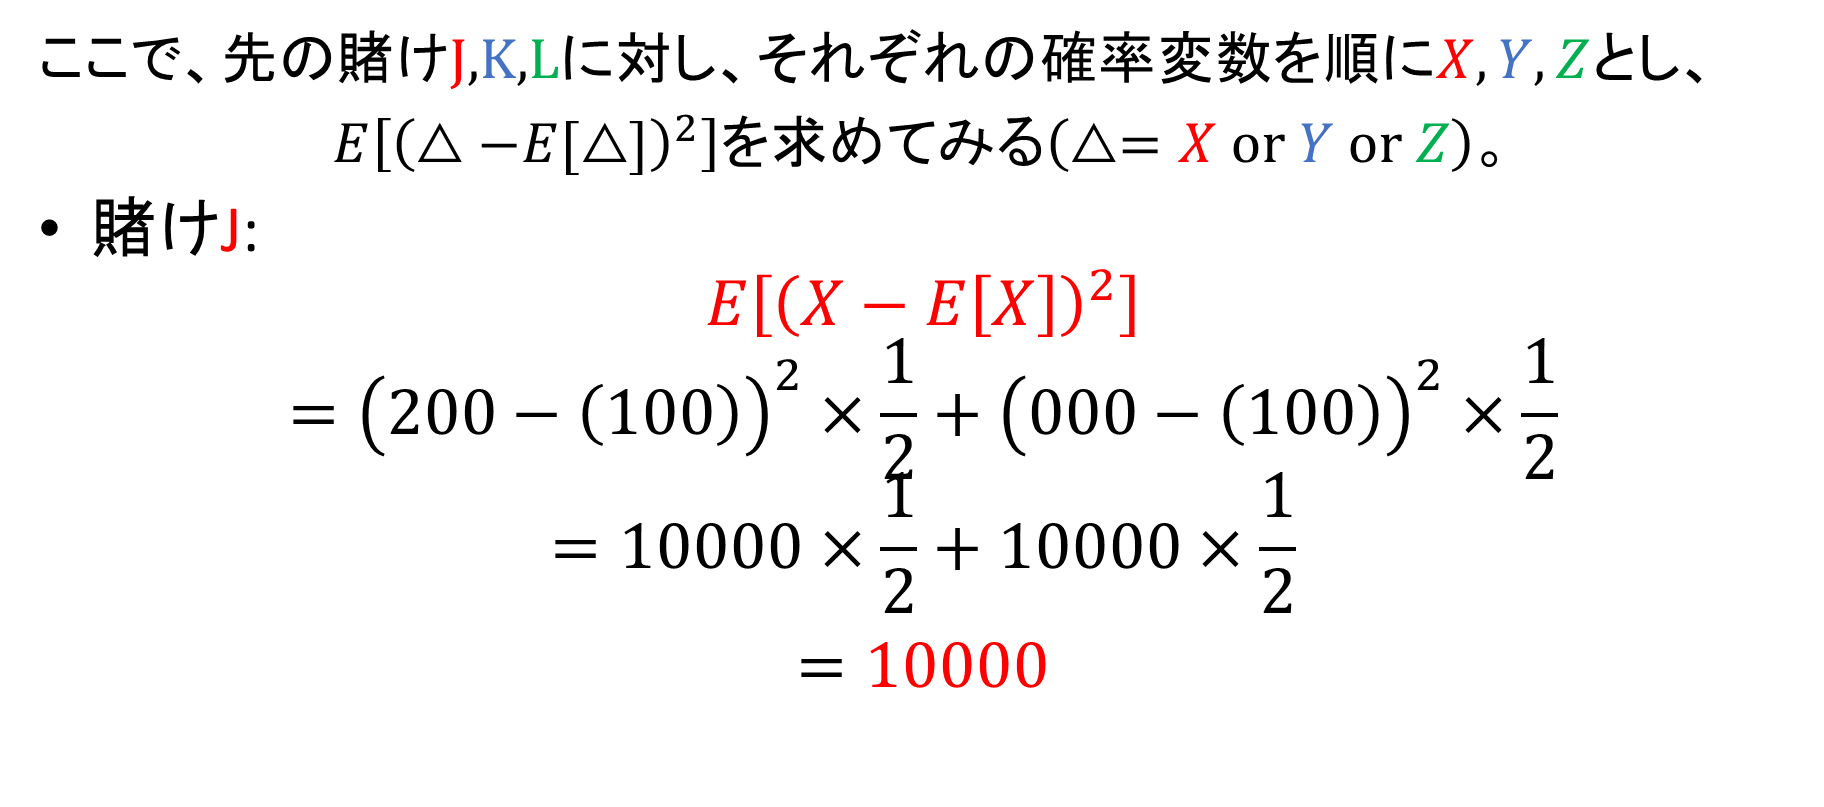 ここで、先の賭けJ,K,Lに対し、それぞれの確率変数を順にX, Y, Zとし、
E[(△ −E[△])²]を求めてみる(△= X or Y or Z)。
• 賭けJ:
E[(X − E[X])²]
= (200 − (100))² × 1/2 + (000 − (100))² × 1/2
= 10000 × 1/2 + 10000 × 1/2
= 10000